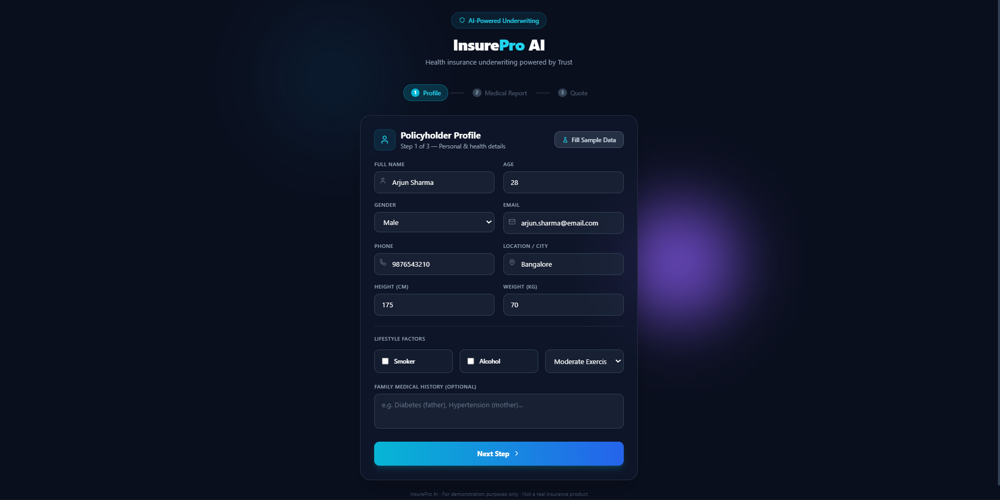 AI-Powered Underwriting
InsurePro AI
Health insurance underwriting powered by Trust
1 Profile
2 Medical Report
3 Quote
Policyholder Profile
Step 1 of 3 — Personal & health details
Fill Sample Data
FULL NAME
Arjun Sharma
AGE
28
GENDER
Male
EMAIL
arjun.sharma@email.com
PHONE
9876543210
LOCATION / CITY
Bangalore
HEIGHT (CM)
175
WEIGHT (KG)
70
LIFESTYLE FACTORS
Smoker
Alcohol
Moderate Exercis
FAMILY MEDICAL HISTORY (OPTIONAL)
e.g. Diabetes (father), Hypertension (mother)...
Next Step
InsurePro AI · For demonstration purposes only · Not a real insurance product